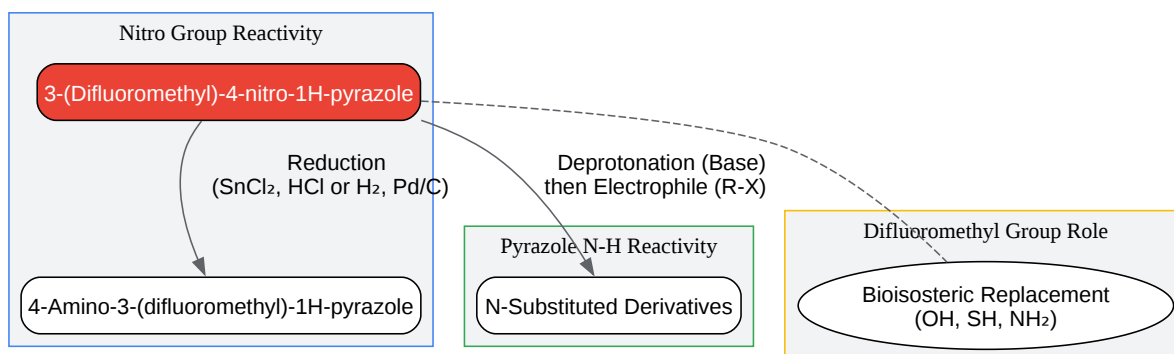 Nitro Group Reactivity
3-(Difluoromethyl)-4-nitro-1H-pyrazole
Reduction
(SnCl₂, HCl or H₂, Pd/C)
Deprotonation (Base)
then Electrophile (R-X)
Difluoromethyl Group Role
Pyrazole N-H Reactivity
4-Amino-3-(difluoromethyl)-1H-pyrazole
N-Substituted Derivatives
Bioisosteric Replacement
(OH, SH, NH₂)